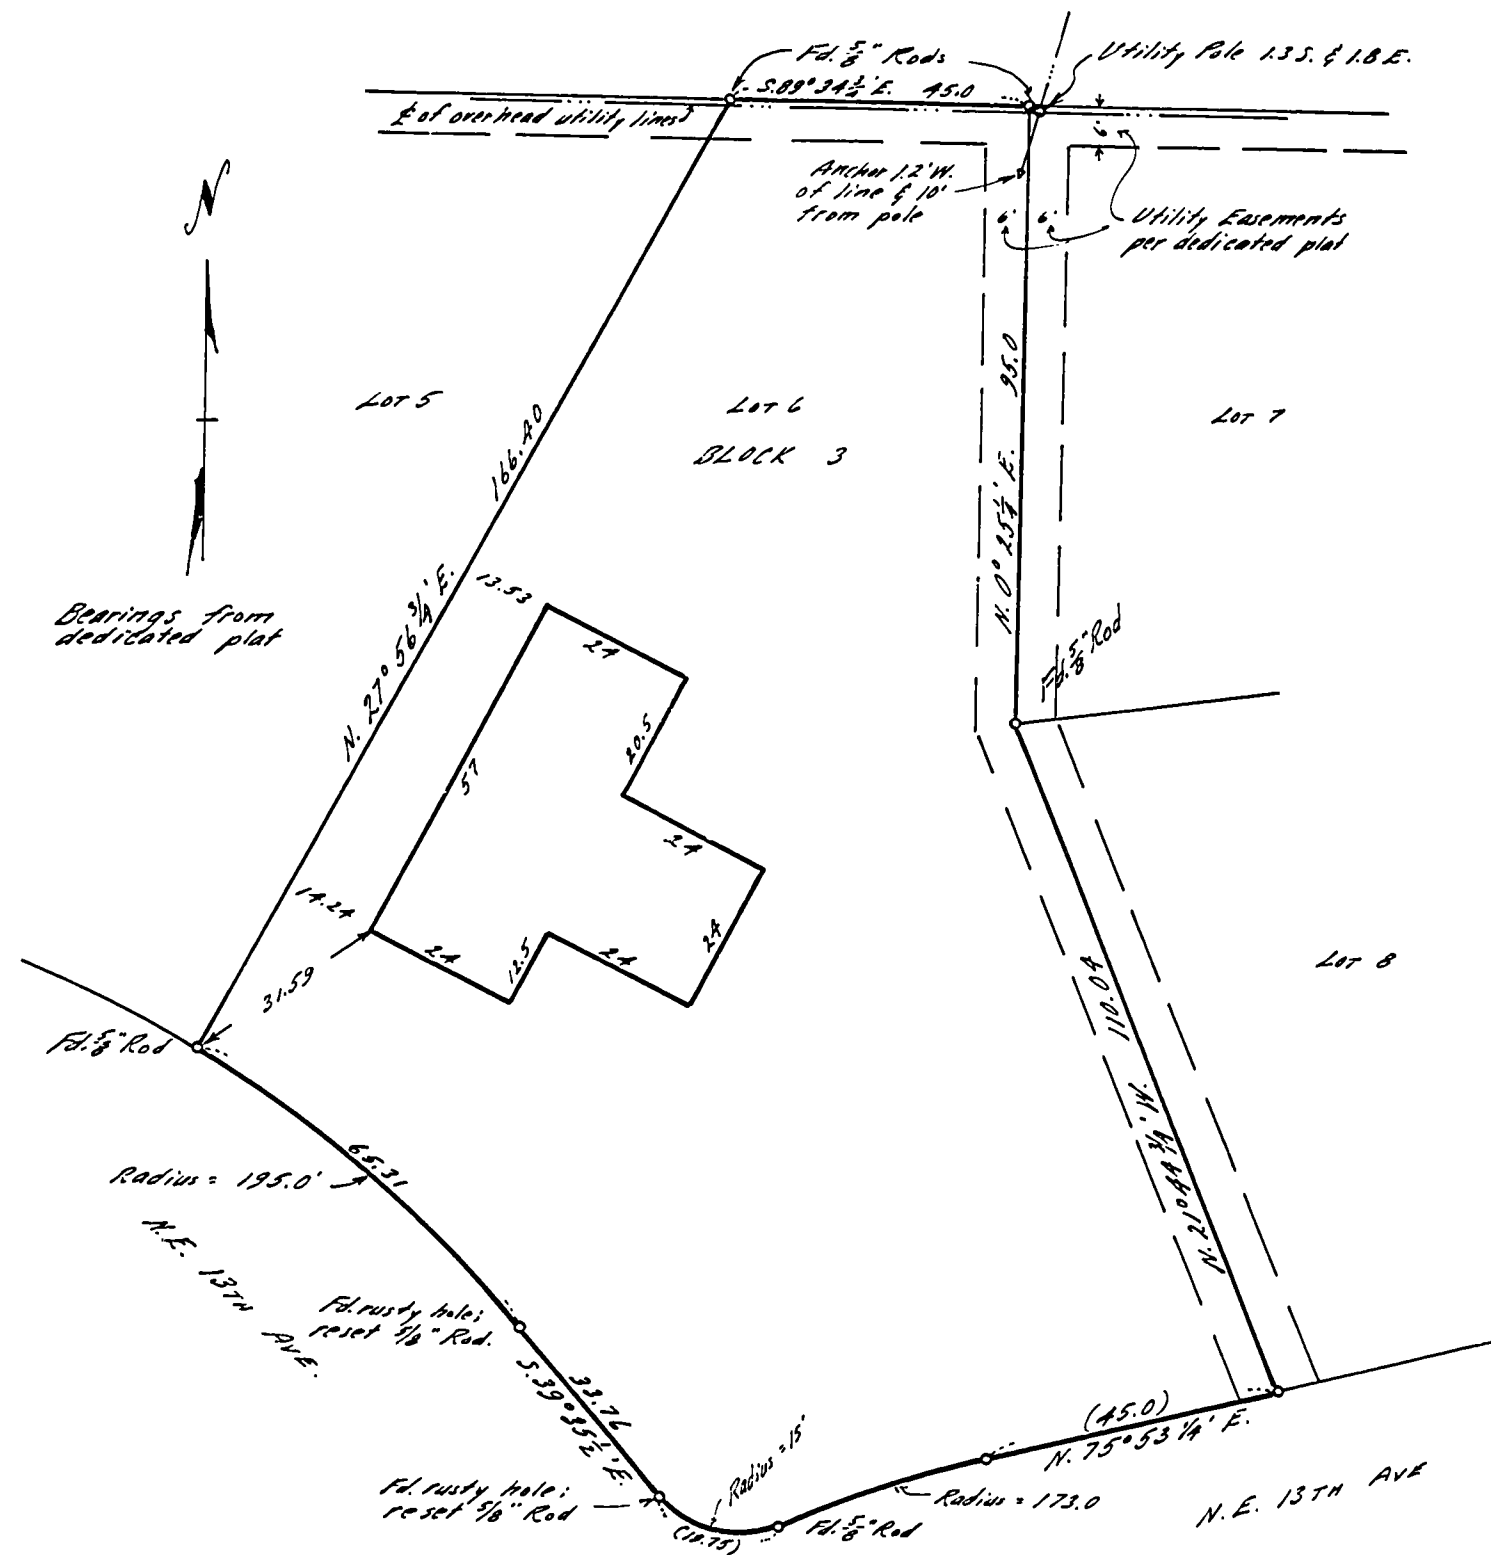 Fd. 5/8" Rods
Utility Pole 1.3 S. & 1.8 E.
S.89° 34 3/4' E. 45.0
℄ of overhead utility lines
6'
N
Anchor 1.2' W.
of line & 10'
from pole
6' 6'
Utility Easements
per dedicated plat
LOT 5
LOT 6
LOT 7
BLOCK 3
166.40
N. 27° 56 3/4' E.
N. 0° 25 1/4' E. 95.0
13.53
Bearings from
dedicated plat
24
Fd. 5/8" Rod
20.5
57
24
14.24
24
12.5
24
24
LOT 8
31.59
Fd. 5/8" Rod
N. 21° 44 3/4' W. 110.04
65.31
Radius = 195.0'
N.E. 13TH AVE.
Fd. rusty hole;
reset 5/8" Rod.
33.76
S. 39° 35 1/2' E.
(45.0)
N. 75° 53 1/4' E.
Radius = 15'
Fd. rusty hole;
reset 5/8" Rod
Radius = 173.0
N.E. 13TH AVE
(18.75)
Fd. 5/8" Rod